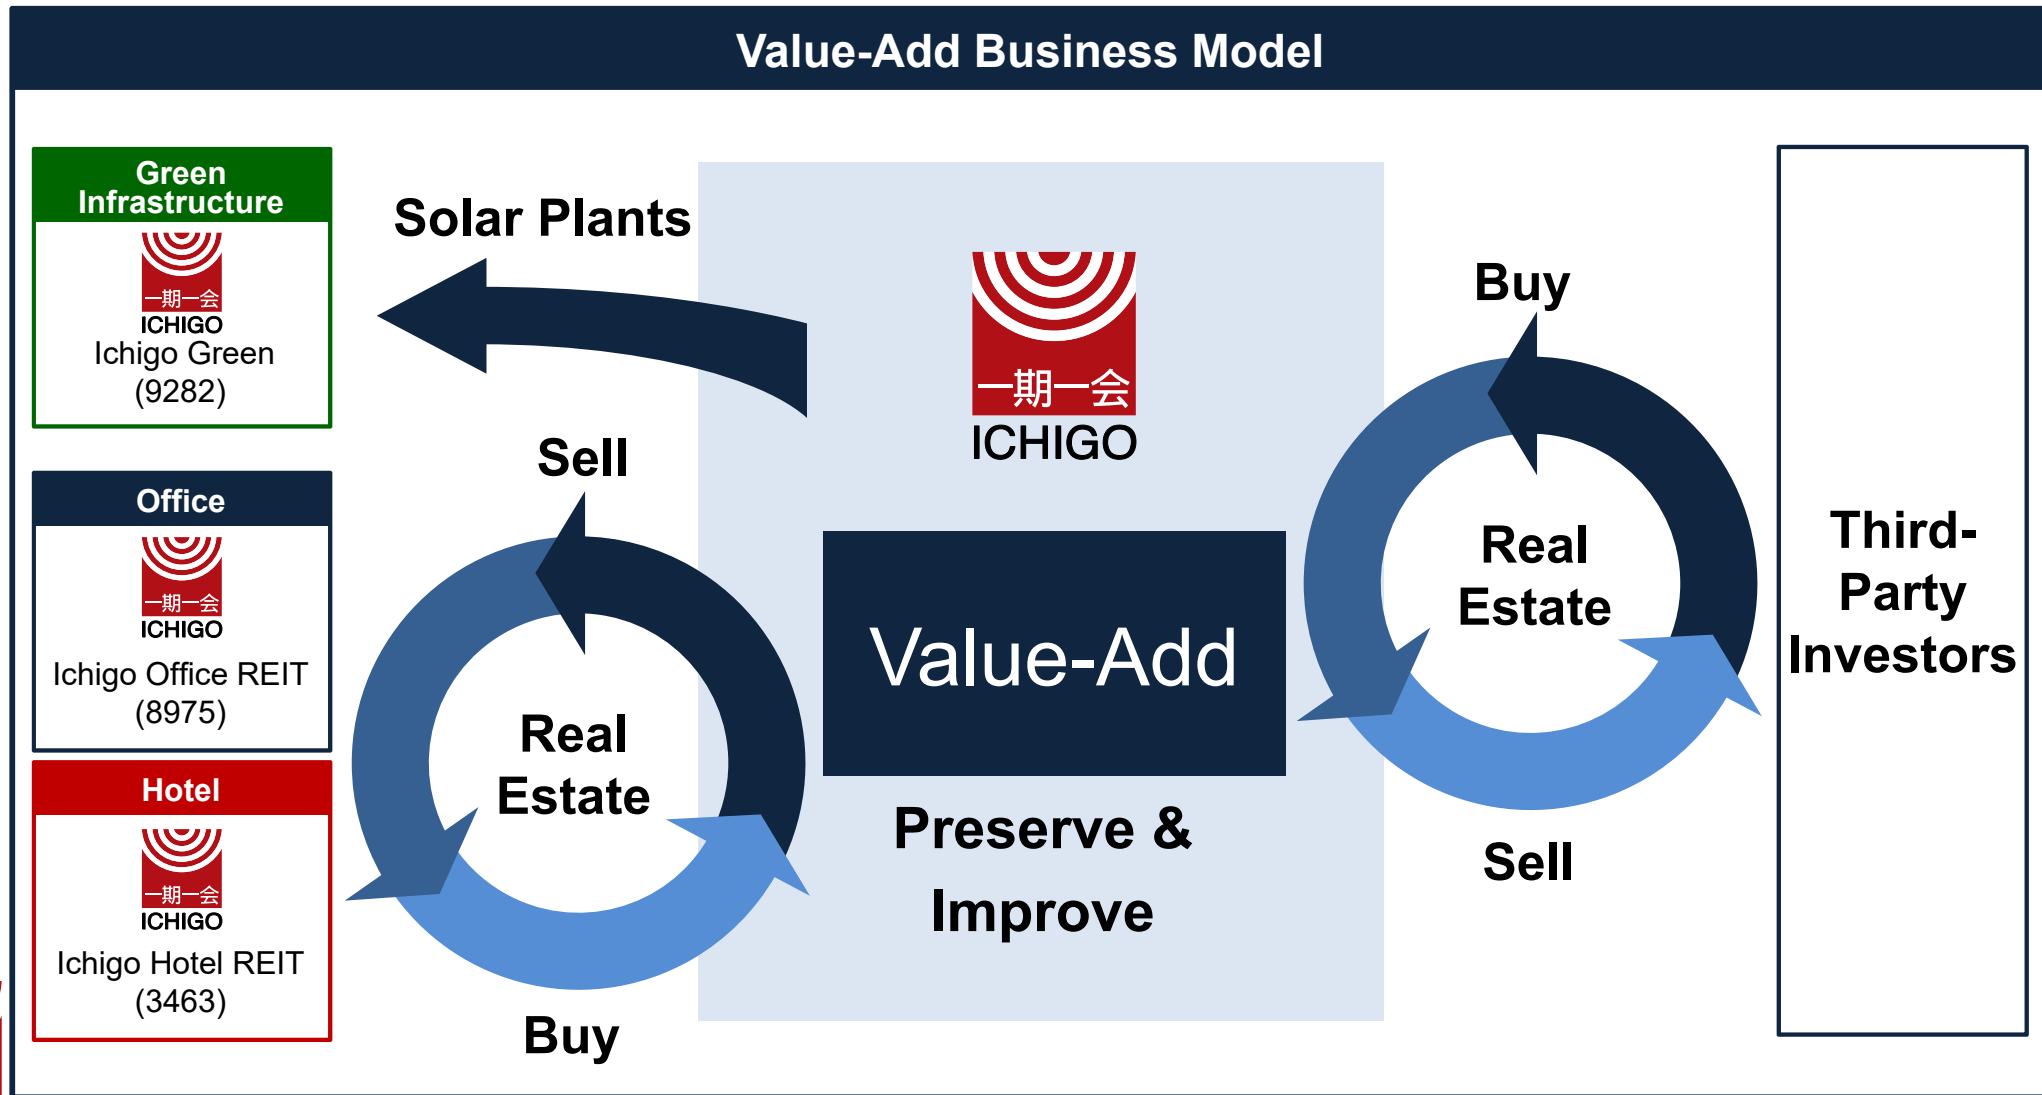 Value-Add Business Model
Green
Infrastructure
一期一会
ICHIGO
Ichigo Green
(9282)
Office
一期一会
ICHIGO
Ichigo Office REIT
(8975)
Hotel
一期一会
ICHIGO
Ichigo Hotel REIT
(3463)
Solar Plants
Sell
Real
Estate
Buy
一期一会
ICHIGO
Value-Add
Preserve &
Improve
Buy
Real
Estate
Sell
Third-
Party
Investors